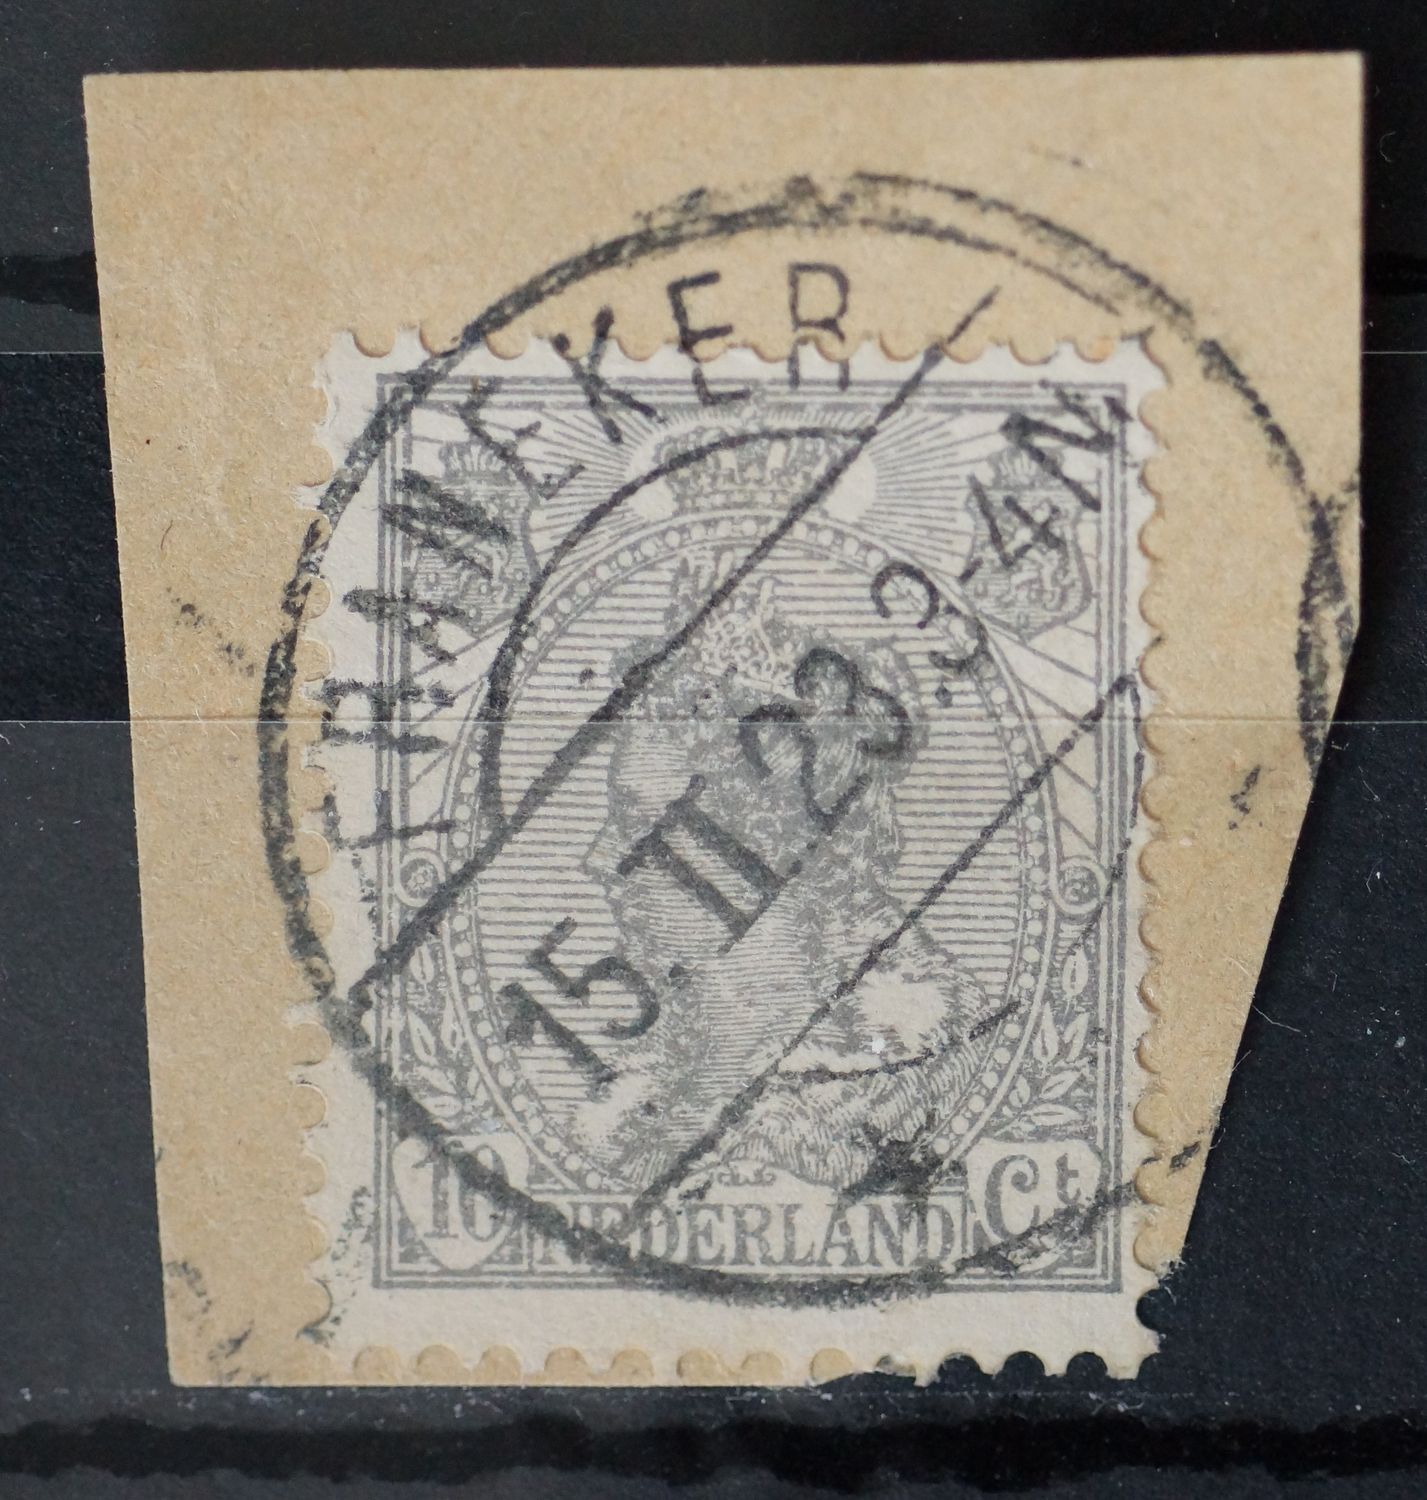 FRANEKER
15.II.23 3-4N
10 NEDERLAND Ct